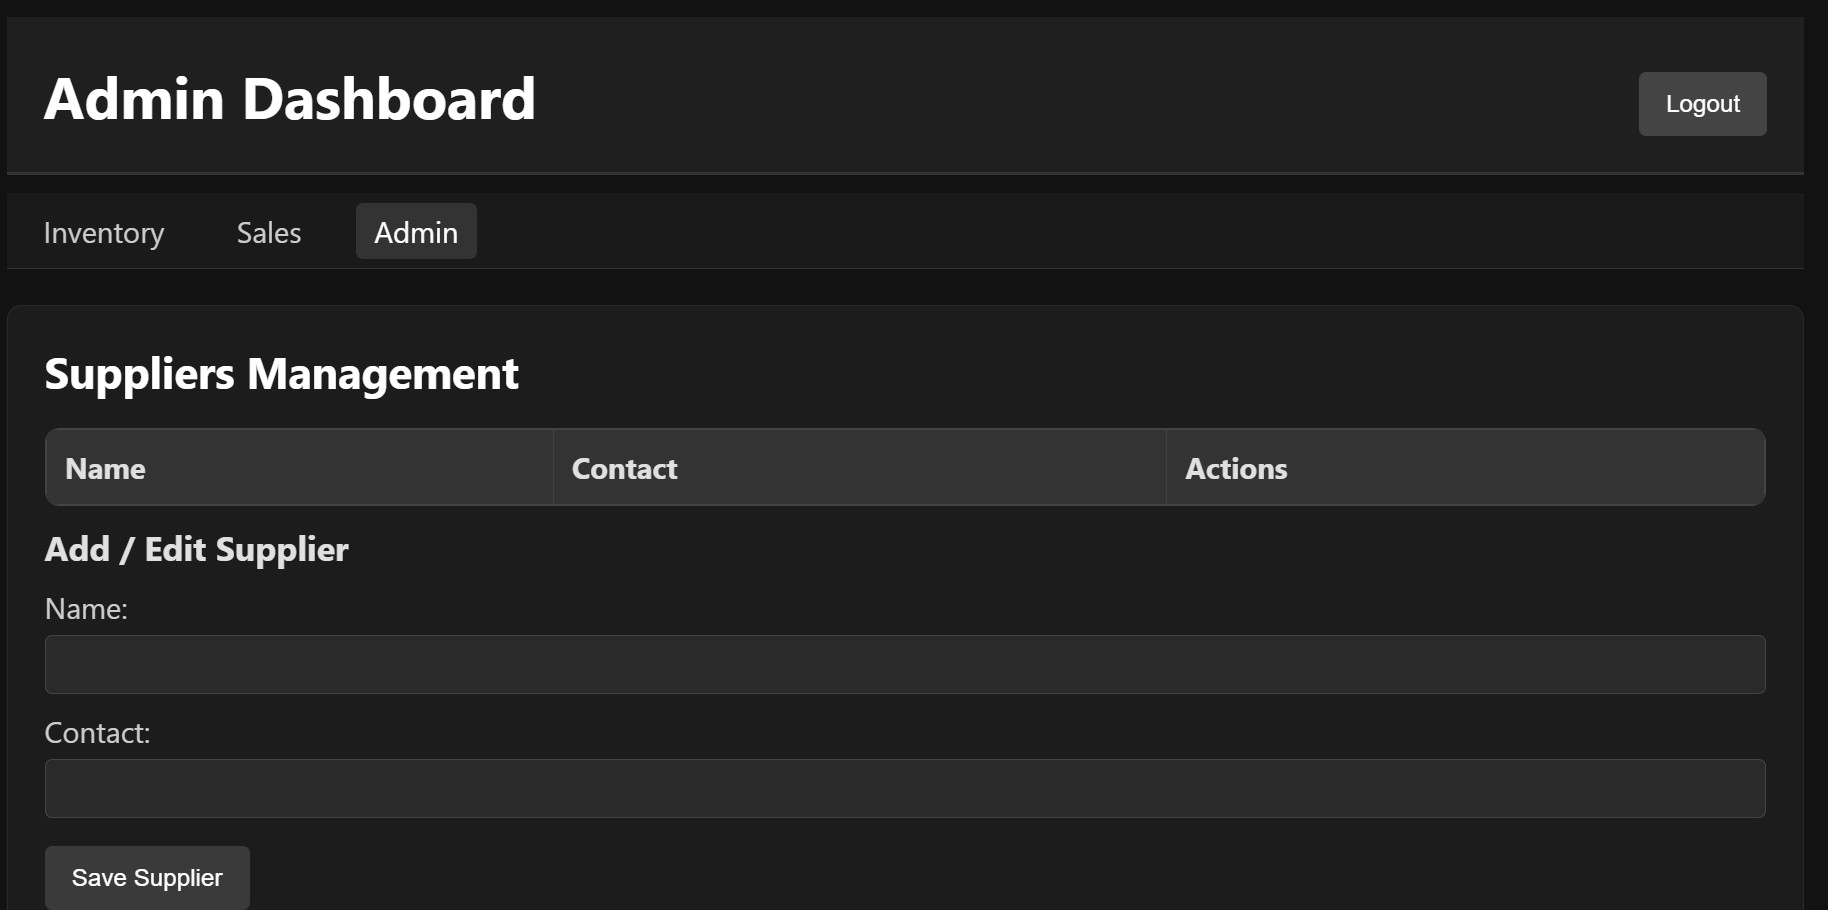 Admin Dashboard
Logout
Inventory Sales Admin
Suppliers Management
Name Contact Actions
Add / Edit Supplier
Name:
Contact:
Save Supplier